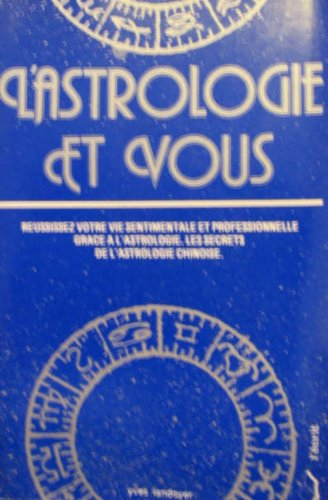 L'ASTROLOGIE
ET VOUS
REUSSISSEZ VOTRE VIE SENTIMENTALE ET PROFESSIONNELLE
GRACE A L'ASTROLOGIE. LES SECRETS
DE L'ASTROLOGIE CHINOISE.
yves landoyer